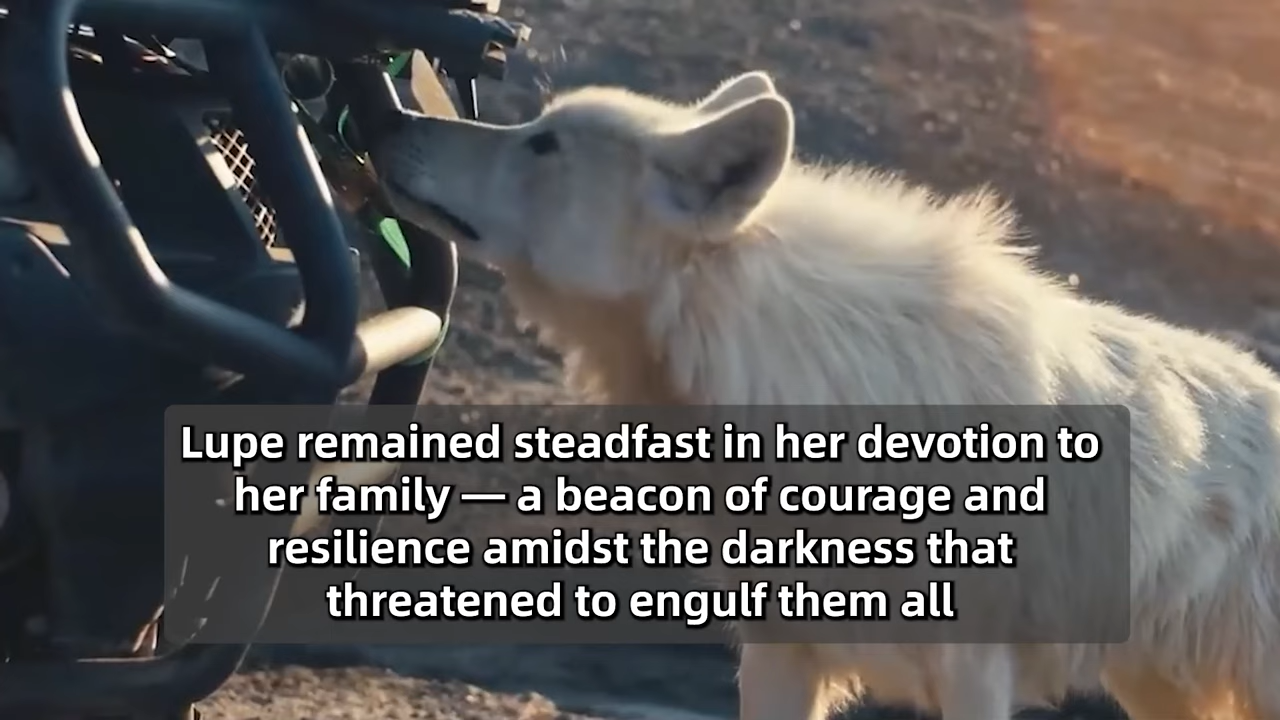 Lupe remained steadfast in her devotion to
her family — a beacon of courage and
resilience amidst the darkness that
threatened to engulf them all